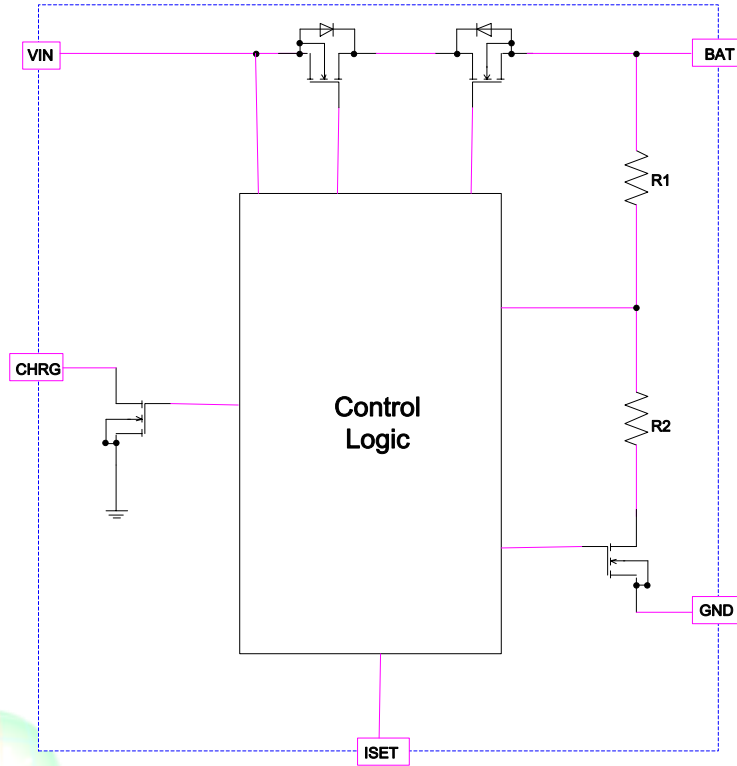 VIN
BAT
R1
CHRG
Control
Logic
R2
GND
ISET